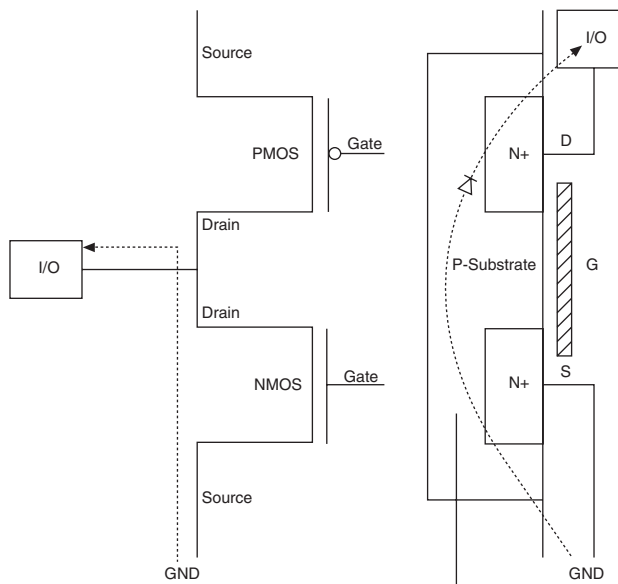 Source
PMOS
Gate
Drain
I/O
Drain
NMOS
Gate
Source
GND
I/O
N+
D
P-Substrate
G
N+
S
GND